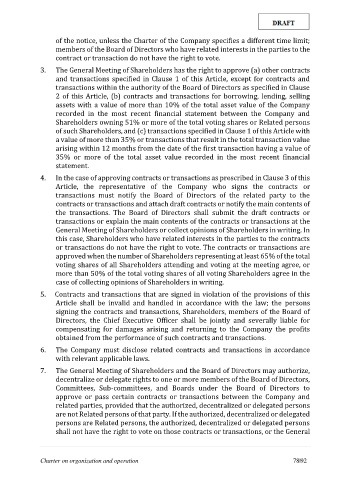 DRAFT
of the notice, unless the Charter of the Company specifies a different time limit;
members of the Board of Directors who have related interests in the parties to the
contract or transaction do not have the right to vote.
3. The General Meeting of Shareholders has the right to approve (a) other contracts
and transactions specified in Clause 1 of this Article, except for contracts and
transactions within the authority of the Board of Directors as specified in Clause
2 of this Article, (b) contracts and transactions for borrowing, lending, selling
assets with a value of more than 10% of the total asset value of the Company
recorded in the most recent financial statement between the Company and
Shareholders owning 51% or more of the total voting shares or Related persons
of such Shareholders, and (c) transactions specified in Clause 1 of this Article with
a value of more than 35% or transactions that result in the total transaction value
arising within 12 months from the date of the first transaction having a value of
35% or more of the total asset value recorded in the most recent financial
statement.
4. In the case of approving contracts or transactions as prescribed in Clause 3 of this
Article, the representative of the Company who signs the contracts or
transactions must notify the Board of Directors of the related party to the
contracts or transactions and attach draft contracts or notify the main contents of
the transactions. The Board of Directors shall submit the draft contracts or
transactions or explain the main contents of the contracts or transactions at the
General Meeting of Shareholders or collect opinions of Shareholders in writing. In
this case, Shareholders who have related interests in the parties to the contracts
or transactions do not have the right to vote. The contracts or transactions are
approved when the number of Shareholders representing at least 65% of the total
voting shares of all Shareholders attending and voting at the meeting agree, or
more than 50% of the total voting shares of all voting Shareholders agree in the
case of collecting opinions of Shareholders in writing.
5. Contracts and transactions that are signed in violation of the provisions of this
Article shall be invalid and handled in accordance with the law; the persons
signing the contracts and transactions, Shareholders, members of the Board of
Directors, the Chief Executive Officer shall be jointly and severally liable for
compensating for damages arising and returning to the Company the profits
obtained from the performance of such contracts and transactions.
6. The Company must disclose related contracts and transactions in accordance
with relevant applicable laws.
7. The General Meeting of Shareholders and the Board of Directors may authorize,
decentralize or delegate rights to one or more members of the Board of Directors,
Committees, Sub-committees, and Boards under the Board of Directors to
approve or pass certain contracts or transactions between the Company and
related parties, provided that the authorized, decentralized or delegated persons
are not Related persons of that party. If the authorized, decentralized or delegated
persons are Related persons, the authorized, decentralized or delegated persons
shall not have the right to vote on those contracts or transactions, or the General
Charter on organization and operation 78|92